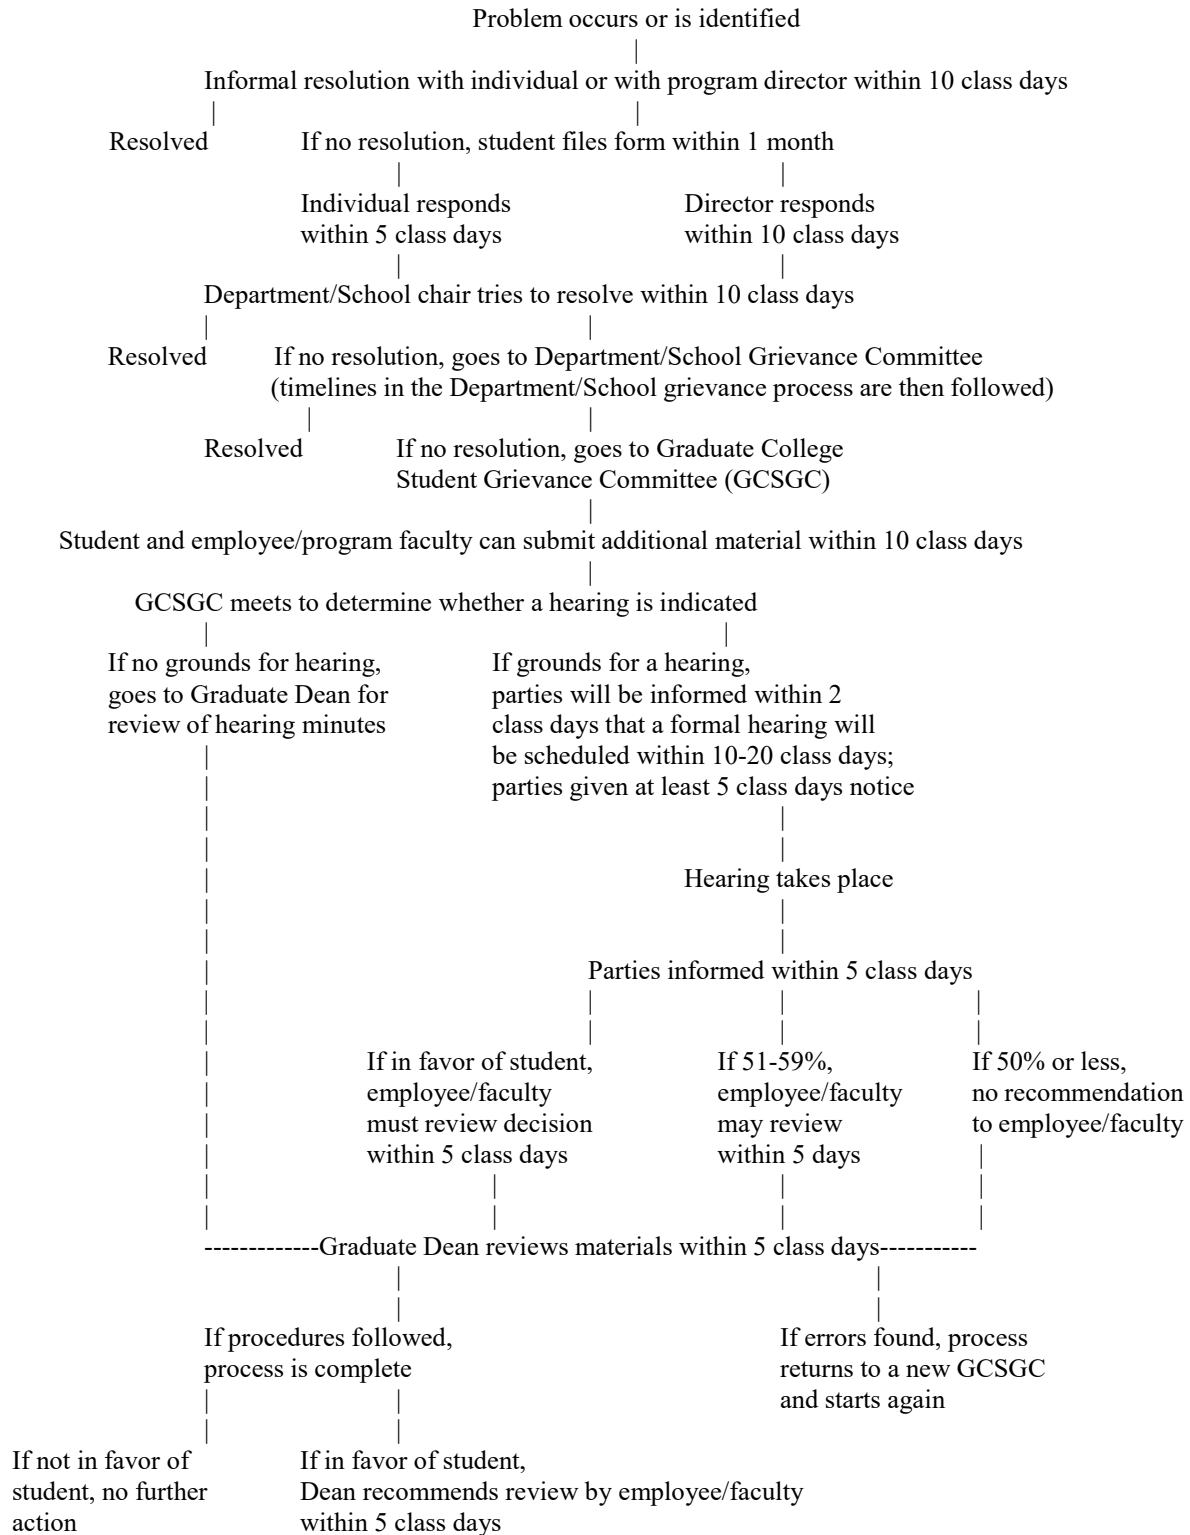 Problem occurs or is identified
Informal resolution with individual or with program director within 10 class days
Resolved
If no resolution, student files form within 1 month
Individual responds
within 5 class days
Director responds
within 10 class days
Department/School chair tries to resolve within 10 class days
Resolved
If no resolution, goes to Department/School Grievance Committee
(timelines in the Department/School grievance process are then followed)
Resolved
If no resolution, goes to Graduate College
Student Grievance Committee (GCSGC)
Student and employee/program faculty can submit additional material within 10 class days
GCSGC meets to determine whether a hearing is indicated
If no grounds for hearing,
goes to Graduate Dean for
review of hearing minutes
If grounds for a hearing,
parties will be informed within 2
class days that a formal hearing will
be scheduled within 10-20 class days;
parties given at least 5 class days notice
Hearing takes place
Parties informed within 5 class days
If in favor of student,
employee/faculty
must review decision
within 5 class days
If 51-59%,
employee/faculty
may review
within 5 days
If 50% or less,
no recommendation
to employee/faculty
-------------Graduate Dean reviews materials within 5 class days-----------
If procedures followed,
process is complete
If errors found, process
returns to a new GCSGC
and starts again
If not in favor of
student, no further
action
If in favor of student,
Dean recommends review by employee/faculty
within 5 class days